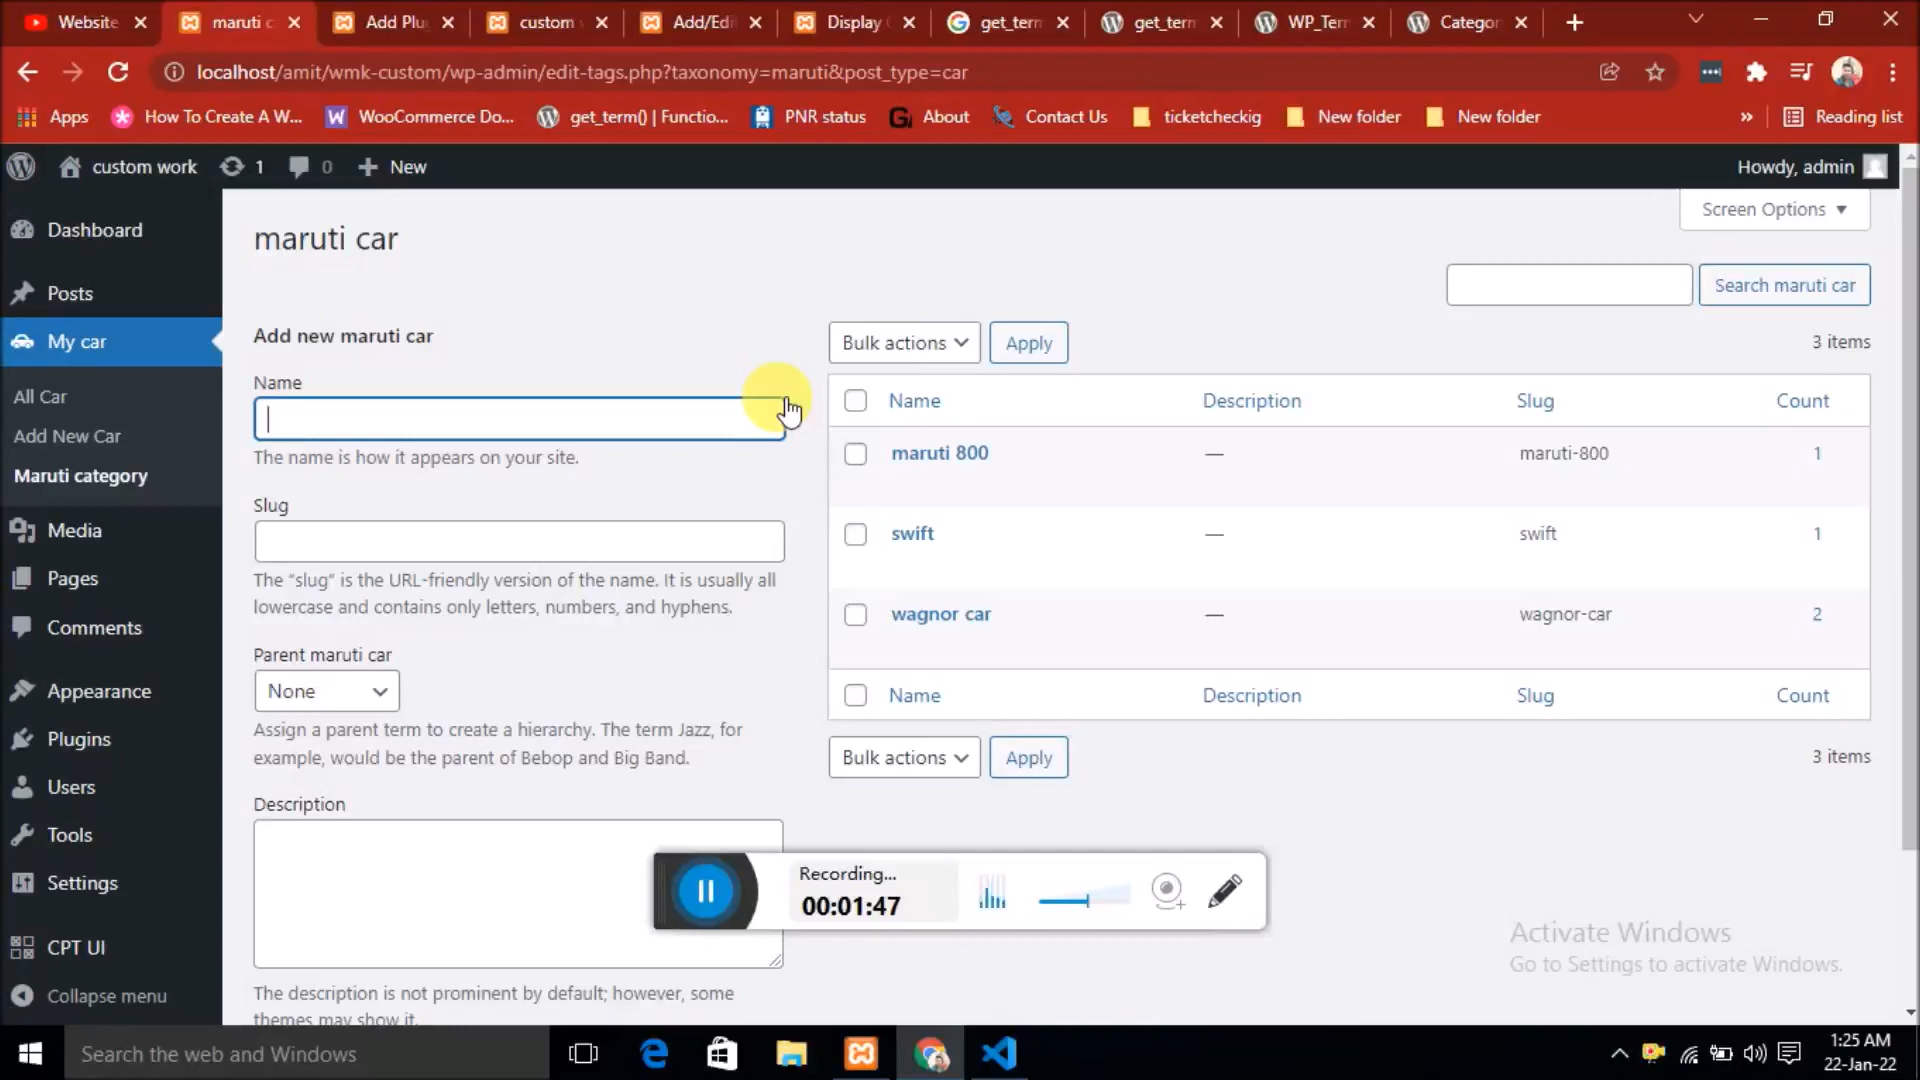 Website
maruti c
Add Plu
custom
Add/Edi
Display
get_term
get_term
WP_Term
Categor
localhost/amit/wmk-custom/wp-admin/edit-tags.php?taxonomy=maruti&post_type=car
Apps
How To Create A W...
WooCommerce Do...
get_term() | Functio...
PNR status
About
Contact Us
ticketcheckig
New folder
New folder
»
Reading list
custom work
1
0
New
Howdy, admin
Dashboard
Posts
My car
All Car
Add New Car
Maruti category
Media
Pages
Comments
Appearance
Plugins
Users
Tools
Settings
CPT UI
Collapse menu
Screen Options
maruti car
Search maruti car
Add new maruti car
Name
The name is how it appears on your site.
Slug
The “slug” is the URL-friendly version of the name. It is usually all
lowercase and contains only letters, numbers, and hyphens.
Parent maruti car
None
Assign a parent term to create a hierarchy. The term Jazz, for
example, would be the parent of Bebop and Big Band.
Description
The description is not prominent by default; however, some
themes may show it.
Bulk actions
Apply
3 items
Name Description Slug Count
maruti 800 — maruti-800 1
swift — swift 1
wagnor car — wagnor-car 2
Name Description Slug Count
Bulk actions
Apply
3 items
Recording...
00:01:47
Activate Windows
Go to Settings to activate Windows.
Search the web and Windows
1:25 AM
22-Jan-22